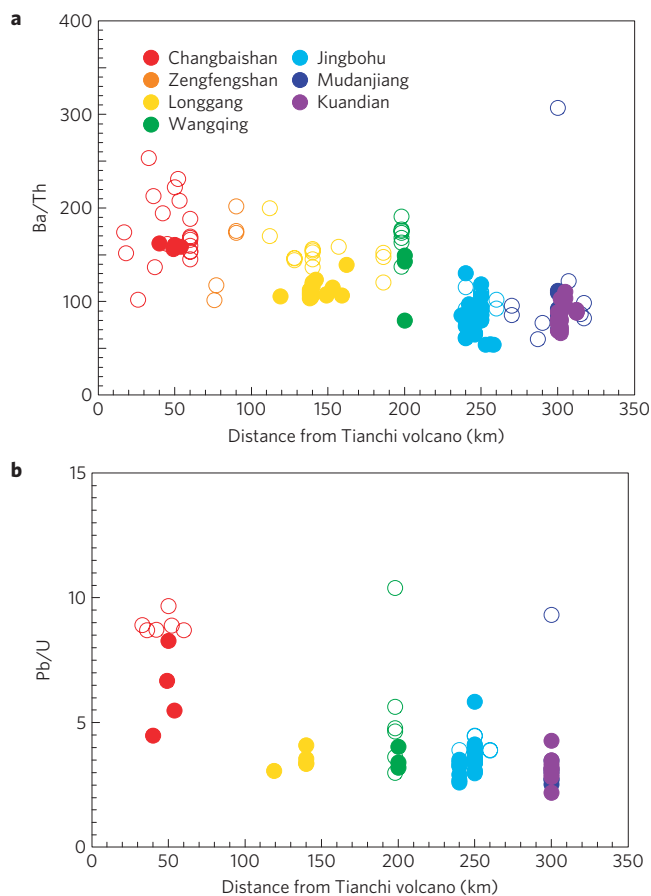 a
400
300
200
100
0
Ba/Th
Changbaishan
Zengfengshan
Longgang
Wangqing
Jingbohu
Mudanjiang
Kuandian
0 50 100 150 200 250 300 350
Distance from Tianchi volcano (km)
b
15
10
5
0
Pb/U
0 50 100 150 200 250 300 350
Distance from Tianchi volcano (km)